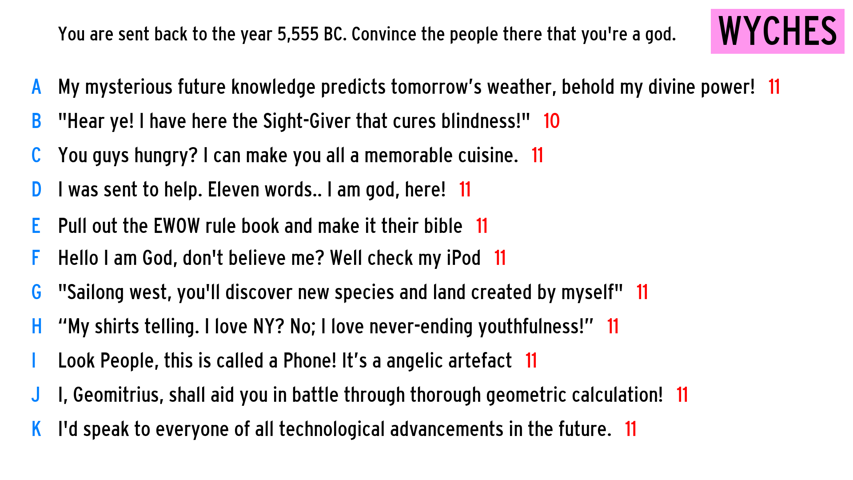 You are sent back to the year 5,555 BC. Convince the people there that you're a god.
WYCHES
A My mysterious future knowledge predicts tomorrow’s weather, behold my divine power! 11
B "Hear ye! I have here the Sight-Giver that cures blindness!" 10
C You guys hungry? I can make you all a memorable cuisine. 11
D I was sent to help. Eleven words.. I am god, here! 11
E Pull out the EWOW rule book and make it their bible 11
F Hello I am God, don't believe me? Well check my iPod 11
G "Sailong west, you'll discover new species and land created by myself" 11
H “My shirts telling. I love NY? No; I love never-ending youthfulness!” 11
I Look People, this is called a Phone! It’s a angelic artefact 11
J I, Geomitrius, shall aid you in battle through thorough geometric calculation! 11
K I'd speak to everyone of all technological advancements in the future. 11